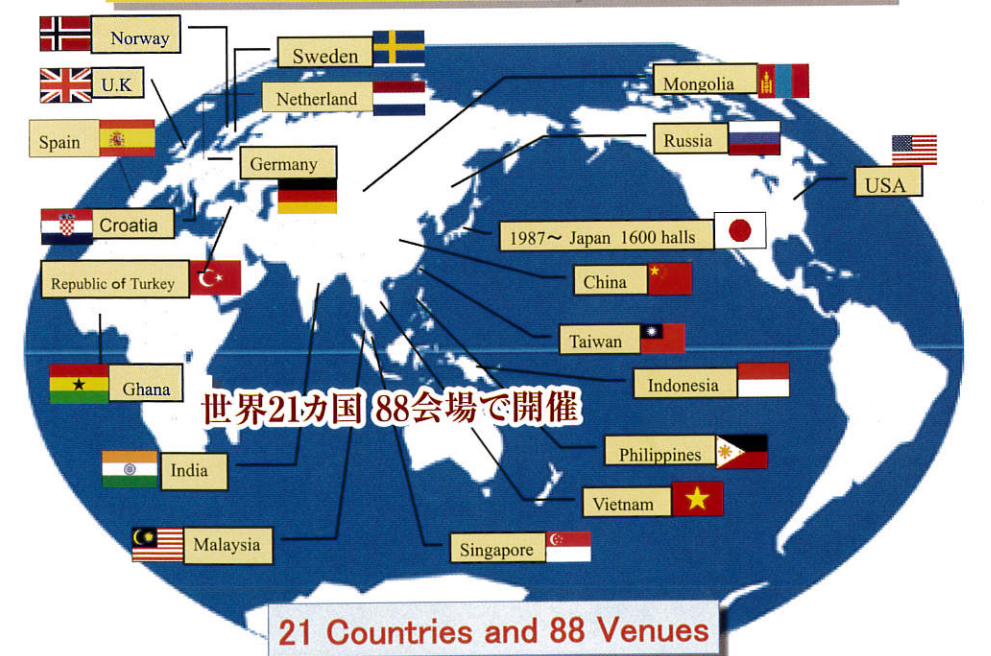 Norway
Sweden
U.K
Netherland
Mongolia
Spain
Russia
Germany
USA
Croatia
1987～ Japan 1600 halls
Republic of Turkey
China
Taiwan
Ghana
Indonesia
世界21カ国 88会場で開催
India
Philippines
Vietnam
Malaysia
Singapore
21 Countries and 88 Venues